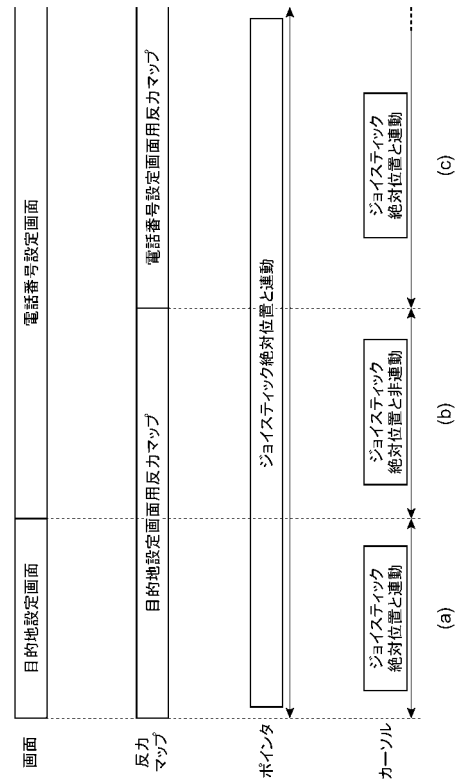 画面
目的地設定画面
電話番号設定画面
反力
マップ
目的地設定画面用反力マップ
電話番号設定画面用反力マップ
ポインタ
ジョイスティック絶対位置と連動
カーソル
ジョイスティック
絶対位置と連動
ジョイスティック
絶対位置と非連動
ジョイスティック
絶対位置と連動
(a)
(b)
(c)